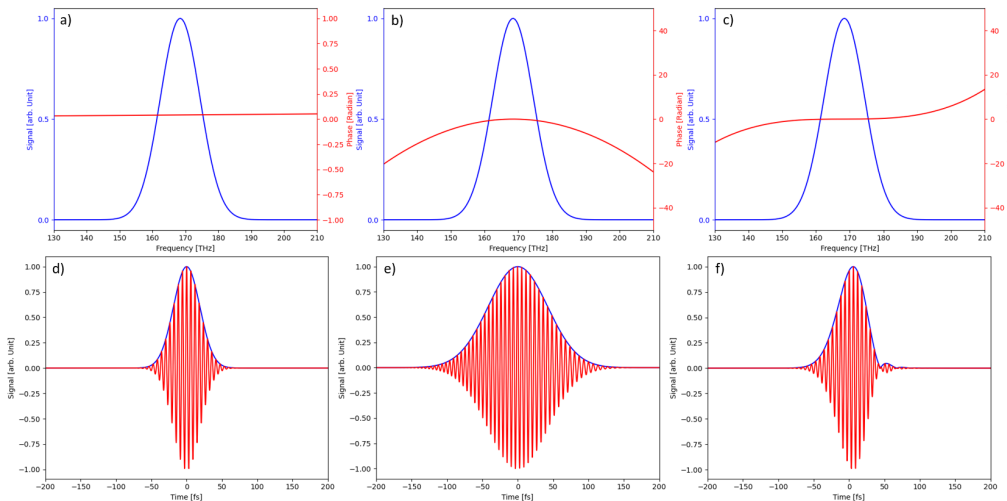 a)
1.0
0.5
0.0
Signal [arb. Unit]
130 140 150 160 170 180 190 200 210
Frequency [THz]
1.00
0.75
0.50
0.25
0.00
−0.25
−0.50
−0.75
−1.00
Phase [Radian]
b)
1.0
0.5
0.0
Signal [arb. Unit]
130 140 150 160 170 180 190 200 210
Frequency [THz]
40
20
0
−20
−40
Phase [Radian]
c)
1.0
0.5
0.0
Signal [arb. Unit]
130 140 150 160 170 180 190 200 210
Frequency [THz]
40
20
0
−20
−40
Phase [Radian]
d)
1.00
0.75
0.50
0.25
0.00
−0.25
−0.50
−0.75
−1.00
Signal [arb. Unit]
−200 −150 −100 −50 0 50 100 150 200
Time [fs]
e)
1.00
0.75
0.50
0.25
0.00
−0.25
−0.50
−0.75
−1.00
Signal [arb. Unit]
−200 −150 −100 −50 0 50 100 150 200
Time [fs]
f)
1.00
0.75
0.50
0.25
0.00
−0.25
−0.50
−0.75
−1.00
Signal [arb. Unit]
−200 −150 −100 −50 0 50 100 150 200
Time [fs]